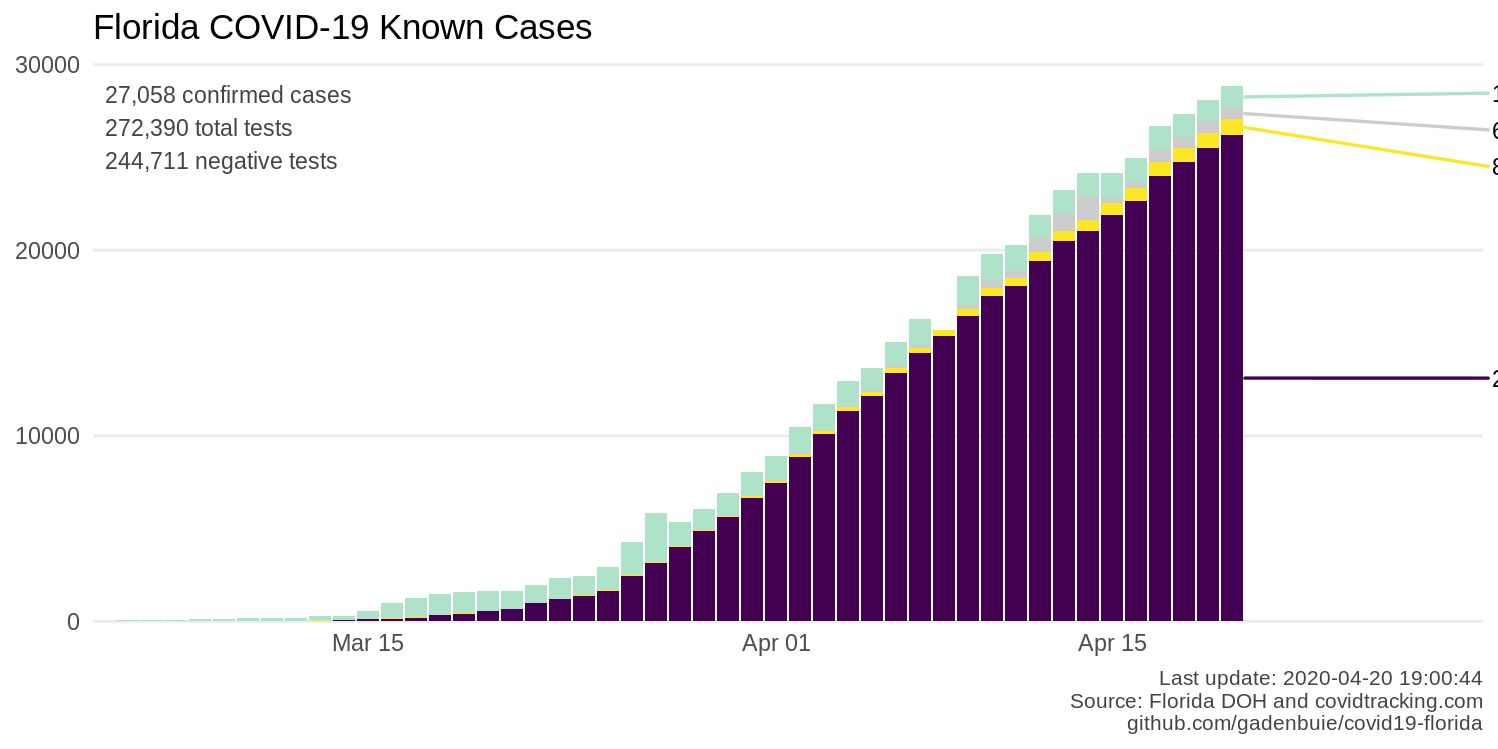 Florida COVID-19 Known Cases
30000
27,058 confirmed cases
272,390 total tests
244,711 negative tests
20000
10000
0
Mar 15 Apr 01 Apr 15
Last update: 2020-04-20 19:00:44
Source: Florida DOH and covidtracking.com
github.com/gadenbuie/covid19-florida